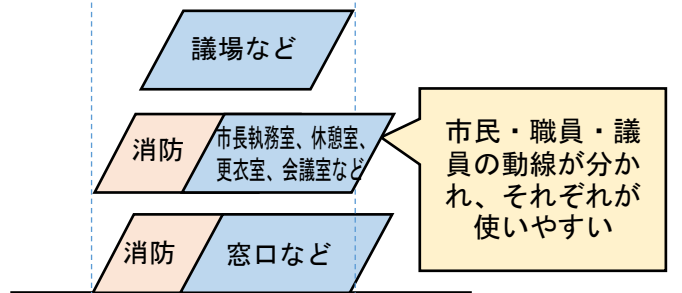 議場など
消防
市長執務室、休憩室、
更衣室、会議室など
市民・職員・議
員の動線が分か
れ、それぞれが
使いやすい
消防
窓口など